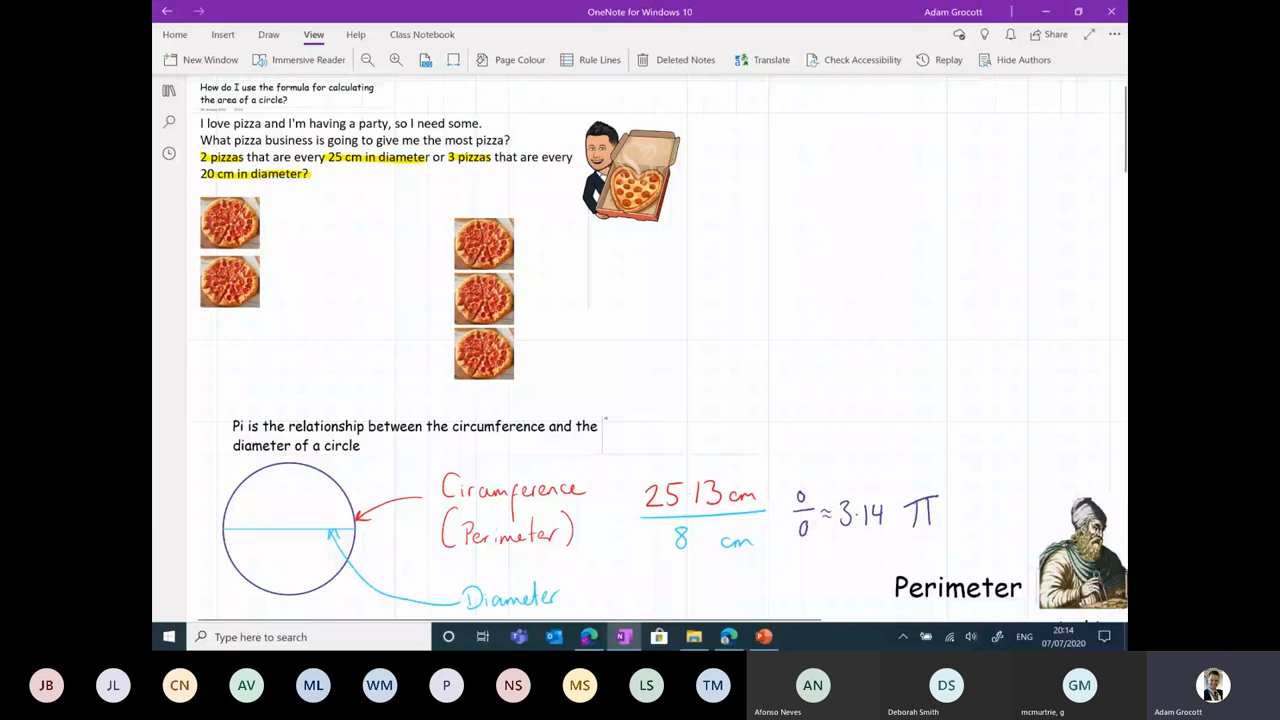 OneNote for Windows 10
Adam Grocott
Home Insert Draw View Help Class Notebook
Share
New Window Immersive Reader Page Colour Rule Lines Deleted Notes Translate Check Accessibility Replay Hide Authors
How do I use the formula for calculating
the area of a circle?
I love pizza and I'm having a party, so I need some.
What pizza business is going to give me the most pizza?
2 pizzas that are every 25 cm in diameter or 3 pizzas that are every
20 cm in diameter?
Pi is the relationship between the circumference and the
diameter of a circle
Circumference
(Perimeter)
Diameter
25.13 cm
8 cm
≈ 3.14 π
Perimeter
Type here to search
ENG
20:14
07/07/2020
JB JL CN AV ML WM P NS MS LS TM AN DS GM
Afonso Neves Deborah Smith mcmurtrie, g Adam Grocott